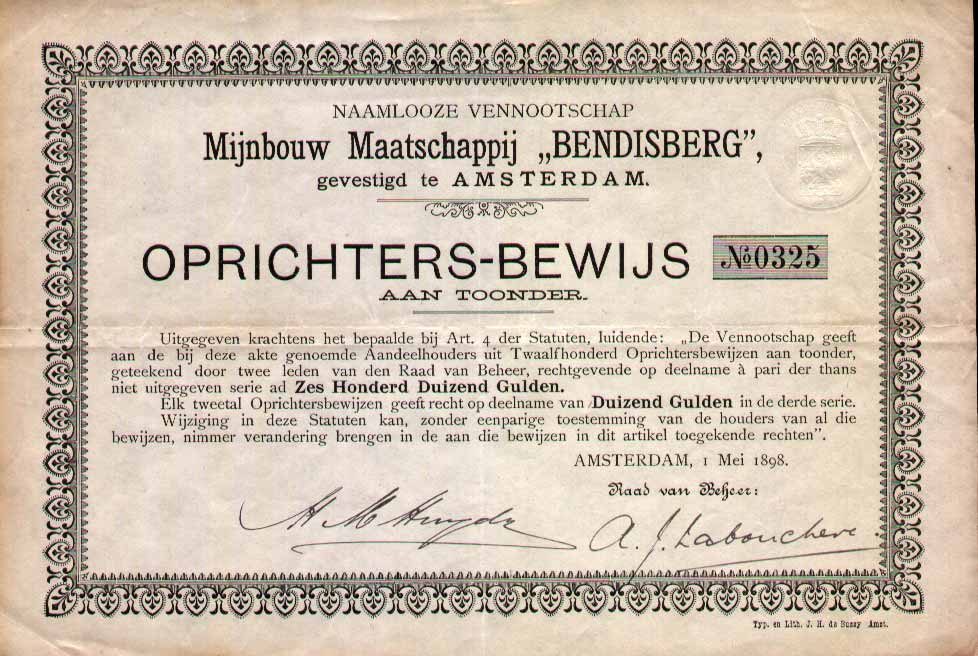 NAAMLOOZE VENNOOTSCHAP
Mijnbouw Maatschappij „BENDISBERG”,
gevestigd te AMSTERDAM.
OPRICHTERS-BEWIJS № 0325
AAN TOONDER.
Uitgegeven krachtens het bepaalde bij Art. 4 der Statuten, luidende: „De Vennootschap geeft
aan de bij deze akte genoemde Aandeelhouders uit Twaalfhonderd Oprichtersbewijzen aan toonder,
geteekend door twee leden van den Raad van Beheer, rechtgevende op deelname à pari der thans
niet uitgegeven serie ad Zes Honderd Duizend Gulden.
Elk tweetal Oprichtersbewijzen geeft recht op deelname van Duizend Gulden in de derde serie.
Wijziging in deze Statuten kan, zonder eenparige toestemming van de houders van al die
bewijzen, nimmer verandering brengen in de aan die bewijzen in dit artikel toegekende rechten”.
AMSTERDAM, 1 Mei 1898.
Raad van Beheer:
A. J. Labouchere
Typ. en Lith. J. H. de Bussy Amst.